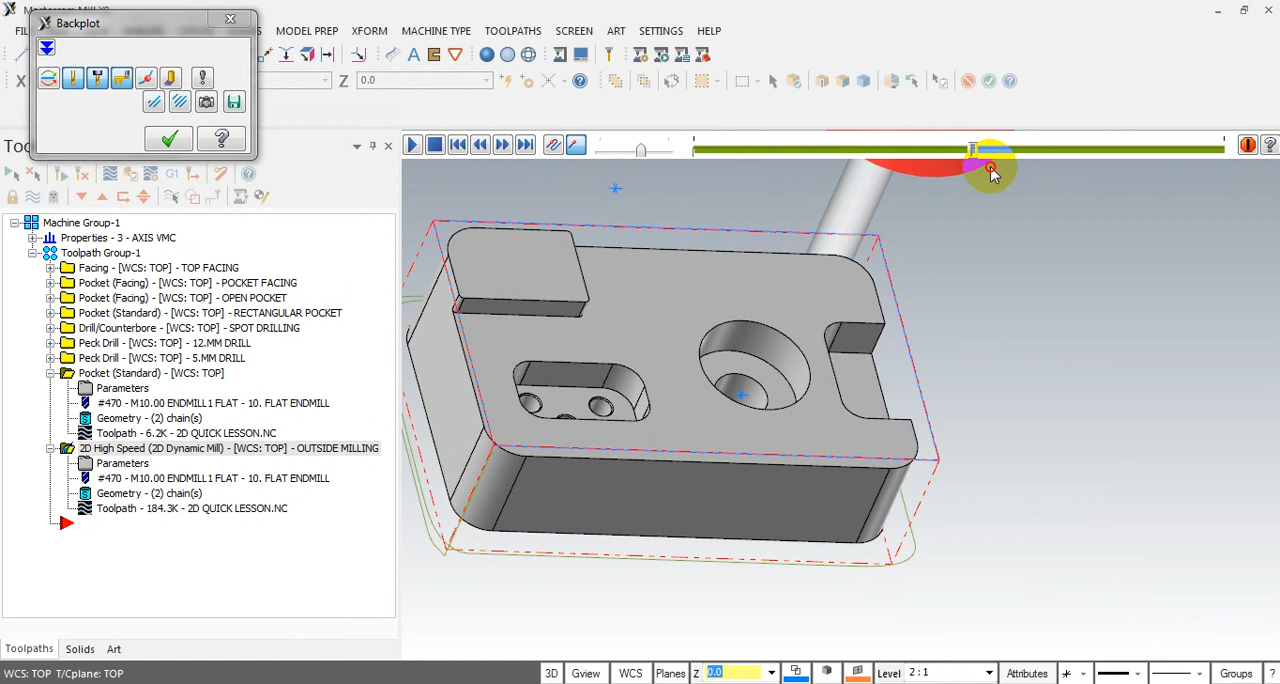 Backplot
FIL
MODEL PREP XFORM MACHINE TYPE TOOLPATHS SCREEN ART SETTINGS HELP
X Z 0.0
G1
Machine Group-1
Properties - 3 - AXIS VMC
Toolpath Group-1
Facing - [WCS: TOP] - TOP FACING
Pocket (Facing) - [WCS: TOP] - POCKET FACING
Pocket (Facing) - [WCS: TOP] - OPEN POCKET
Pocket (Standard) - [WCS: TOP] - RECTANGULAR POCKET
Drill/Counterbore - [WCS: TOP] - SPOT DRILLING
Peck Drill - [WCS: TOP] - 12.MM DRILL
Peck Drill - [WCS: TOP] - 5.MM DRILL
Pocket (Standard) - [WCS: TOP]
Parameters
#470 - M10.00 ENDMILL1 FLAT - 10. FLAT ENDMILL
Geometry - (2) chain(s)
Toolpath - 6.2K - 2D QUICK LESSON.NC
2D High Speed (2D Dynamic Mill) - [WCS: TOP] - OUTSIDE MILLING
Parameters
#470 - M10.00 ENDMILL1 FLAT - 10. FLAT ENDMILL
Geometry - (2) chain(s)
Toolpath - 184.3K - 2D QUICK LESSON.NC
Toolpaths Solids Art
WCS: TOP T/Cplane: TOP
3D Gview WCS Planes Z 0.0 Level 2 : 1 Attributes Groups ?